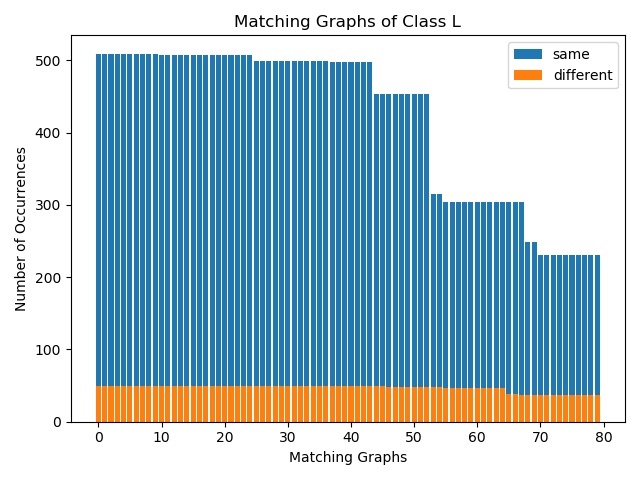 Matching Graphs of Class L
same
different
Number of Occurrences
500
400
300
200
100
0
0 10 20 30 40 50 60 70 80
Matching Graphs